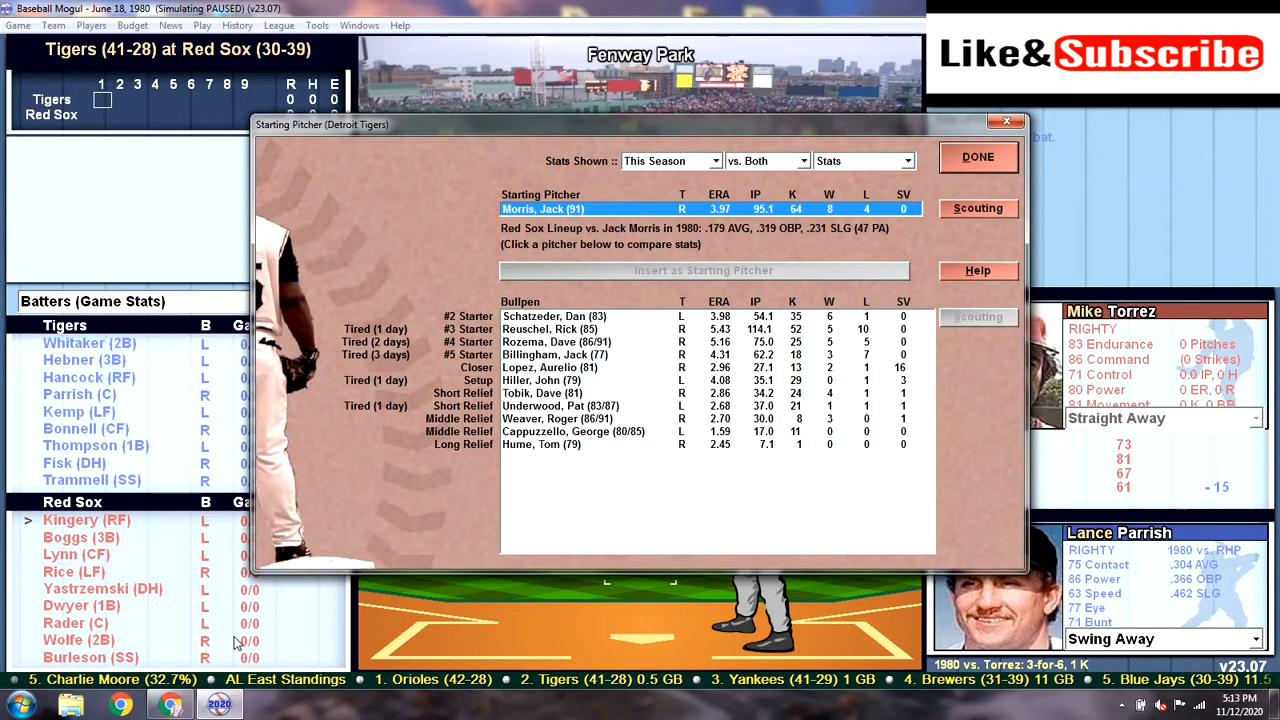 Baseball Mogul - June 18, 1980 (Simulating PAUSED) (v23.07)
Game Team Players Budget News Play History League Tools Windows Help
Tigers (41-28) at Red Sox (30-39)
1 2 3 4 5 6 7 8 9 R H E
Tigers 0 0 0
Red Sox 0 0 0
Fenway Park
Like&Subscribe
bat.
Starting Pitcher (Detroit Tigers)
Stats Shown :: This Season vs. Both Stats
DONE
Starting Pitcher T ERA IP K W L SV
Morris, Jack (91) R 3.97 95.1 64 8 4 0
Scouting
Red Sox Lineup vs. Jack Morris in 1980: .179 AVG, .319 OBP, .231 SLG (47 PA)
(Click a pitcher below to compare stats)
Insert as Starting Pitcher
Help
Bullpen T ERA IP K W L SV
#2 Starter Schatzeder, Dan (83) L 3.98 54.1 35 6 1 0
Scouting
Tired (1 day) #3 Starter Reuschel, Rick (85) R 5.43 114.1 52 5 10 0
Tired (2 days) #4 Starter Rozema, Dave (86/91) R 5.16 75.0 25 5 5 0
Tired (3 days) #5 Starter Billingham, Jack (77) R 4.31 62.2 18 3 7 0
Closer Lopez, Aurelio (81) R 2.96 27.1 13 2 1 16
Tired (1 day) Setup Hiller, John (79) L 4.08 35.1 29 0 1 3
Short Relief Tobik, Dave (81) R 2.86 34.2 24 4 1 1
Tired (1 day) Short Relief Underwood, Pat (83/87) L 2.68 37.0 21 1 1 1
Middle Relief Weaver, Roger (86/91) R 2.70 30.0 8 3 0 1
Middle Relief Cappuzzello, George (80/85) L 1.59 17.0 11 0 0 0
Long Relief Hume, Tom (79) R 2.45 7.1 1 0 0 0
Batters (Game Stats)
Tigers B Ga
Whitaker (2B) L 0
Hebner (3B) L 0
Hancock (RF) L 0
Parrish (C) R 0
Kemp (LF) L 0
Bonnell (CF) R 0
Thompson (1B) L 0
Fisk (DH) R 0
Trammell (SS) R 0
Red Sox B Ga
> Kingery (RF) L 0
Boggs (3B) L 0
Lynn (CF) L 0
Rice (LF) R 0
Yastrzemski (DH) L 0/0
Dwyer (1B) L 0/0
Rader (C) L 0/0
Wolfe (2B) R 0/0
Burleson (SS) R 0/0
Mike Torrez
RIGHTY
83 Endurance 0 Pitches
86 Command (0 Strikes)
71 Control 0.0 IP, 0 H
80 Power 0 ER, 0 R
81 Movement 0 K, 0 BB
Straight Away
73
81
67
61 - 15
Lance Parrish
RIGHTY 1980 vs. RHP
75 Contact .304 AVG
86 Power .366 OBP
63 Speed .462 SLG
77 Eye
71 Bunt
Swing Away
1980 vs. Torrez: 3-for-6, 1 K v23.07
5. Charlie Moore (32.7%) AL East Standings 1. Orioles (42-28) 2. Tigers (41-28) 0.5 GB 3. Yankees (41-29) 1 GB 4. Brewers (31-39) 11 GB 5. Blue Jays (30-39) 11.5
2020
5:13 PM
11/12/2020